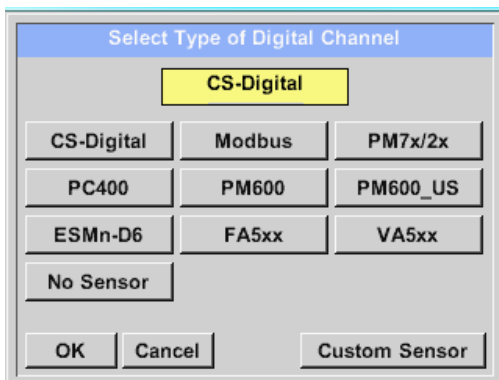 Select Type of Digital Channel
CS-Digital
CS-Digital Modbus PM7x/2x
PC400 PM600 PM600_US
ESMn-D6 FA5xx VA5xx
No Sensor
OK Cancel Custom Sensor